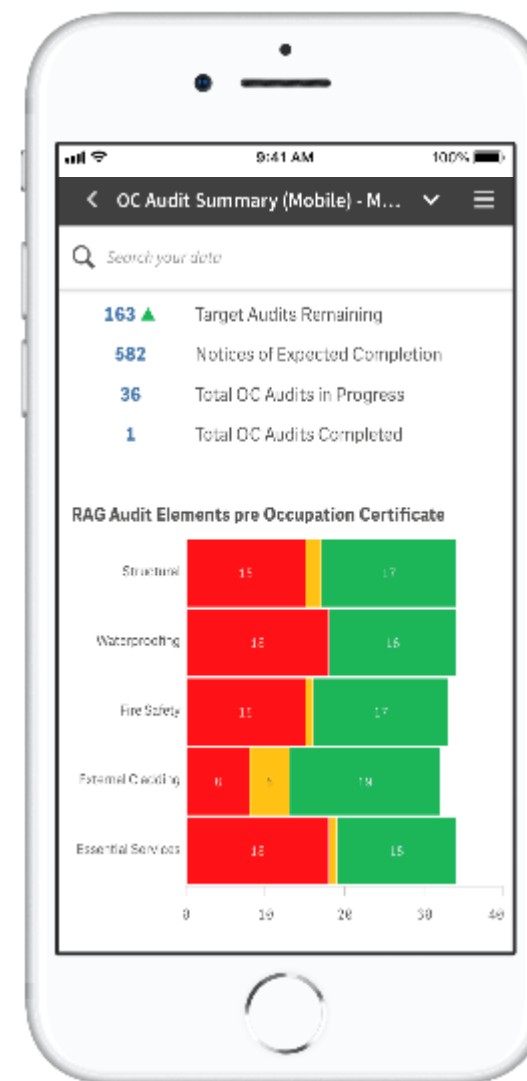 9:41 AM 100%
OC Audit Summary (Mobile) - M...
Search your data
163 Target Audits Remaining
582 Notices of Expected Completion
36 Total OC Audits in Progress
1 Total OC Audits Completed
RAG Audit Elements pre Occupation Certificate
Structural 15 17
Waterproofing 18 16
Fire Safety 15 17
External Cladding 8 5 19
Essential Services 18 15
0 10 20 30 40